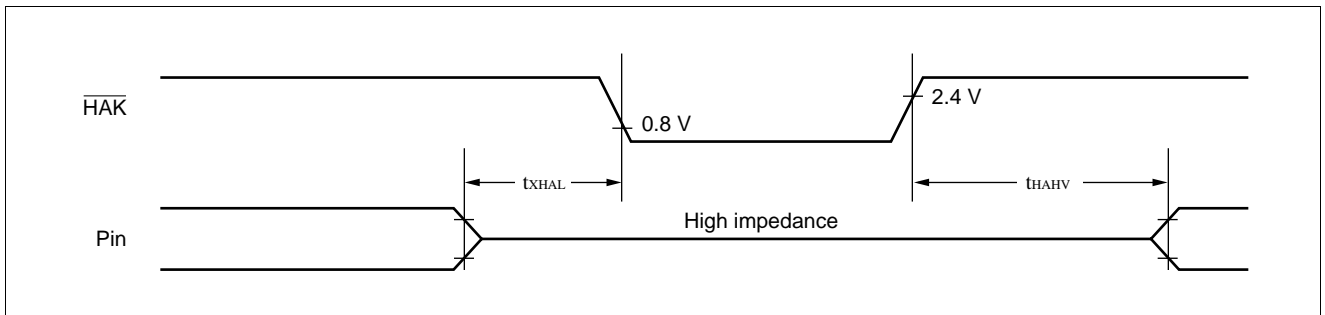 HAK
0.8 V
2.4 V
tXHAL
tHAHV
Pin
High impedance